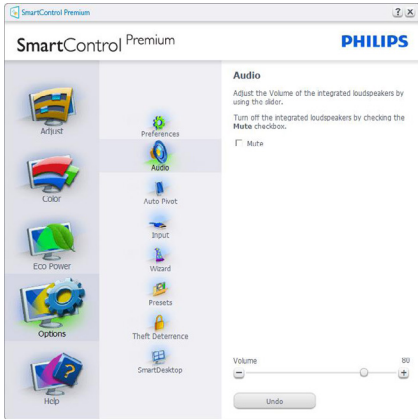 SmartControl Premium
SmartControl Premium
PHILIPS
Adjust
Color
Eco Power
Options
Help
Preferences
Audio
Auto Pivot
Input
Wizard
Presets
Theft Deterrence
SmartDesktop
Audio
Adjust the Volume of the integrated loudspeakers by
using the slider.
Turn off the integrated loudspeakers by checking the
Mute checkbox.
Mute
Volume 80
Undo